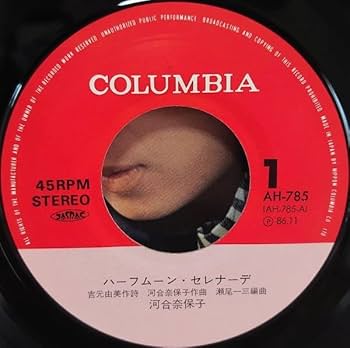 ALL RIGHTS OF THE MANUFACTURER AND OF THE OWNER OF THE RECORDED WORK RESERVED UNAUTHORIZED PUBLIC PERFORMANCE, BROADCASTING AND COPYING OF THIS RECORD PROHIBITED MADE IN JAPAN BY NIPPON COLUMBIA CO., LTD.
COLUMBIA
45RPM
STEREO
JASRAC
1
AH-785
(AH-785-A)
Ⓟ 86.11
ハーフムーン・セレナーデ
吉元由美作詩 河合奈保子作曲 瀬尾一三編曲
河合奈保子